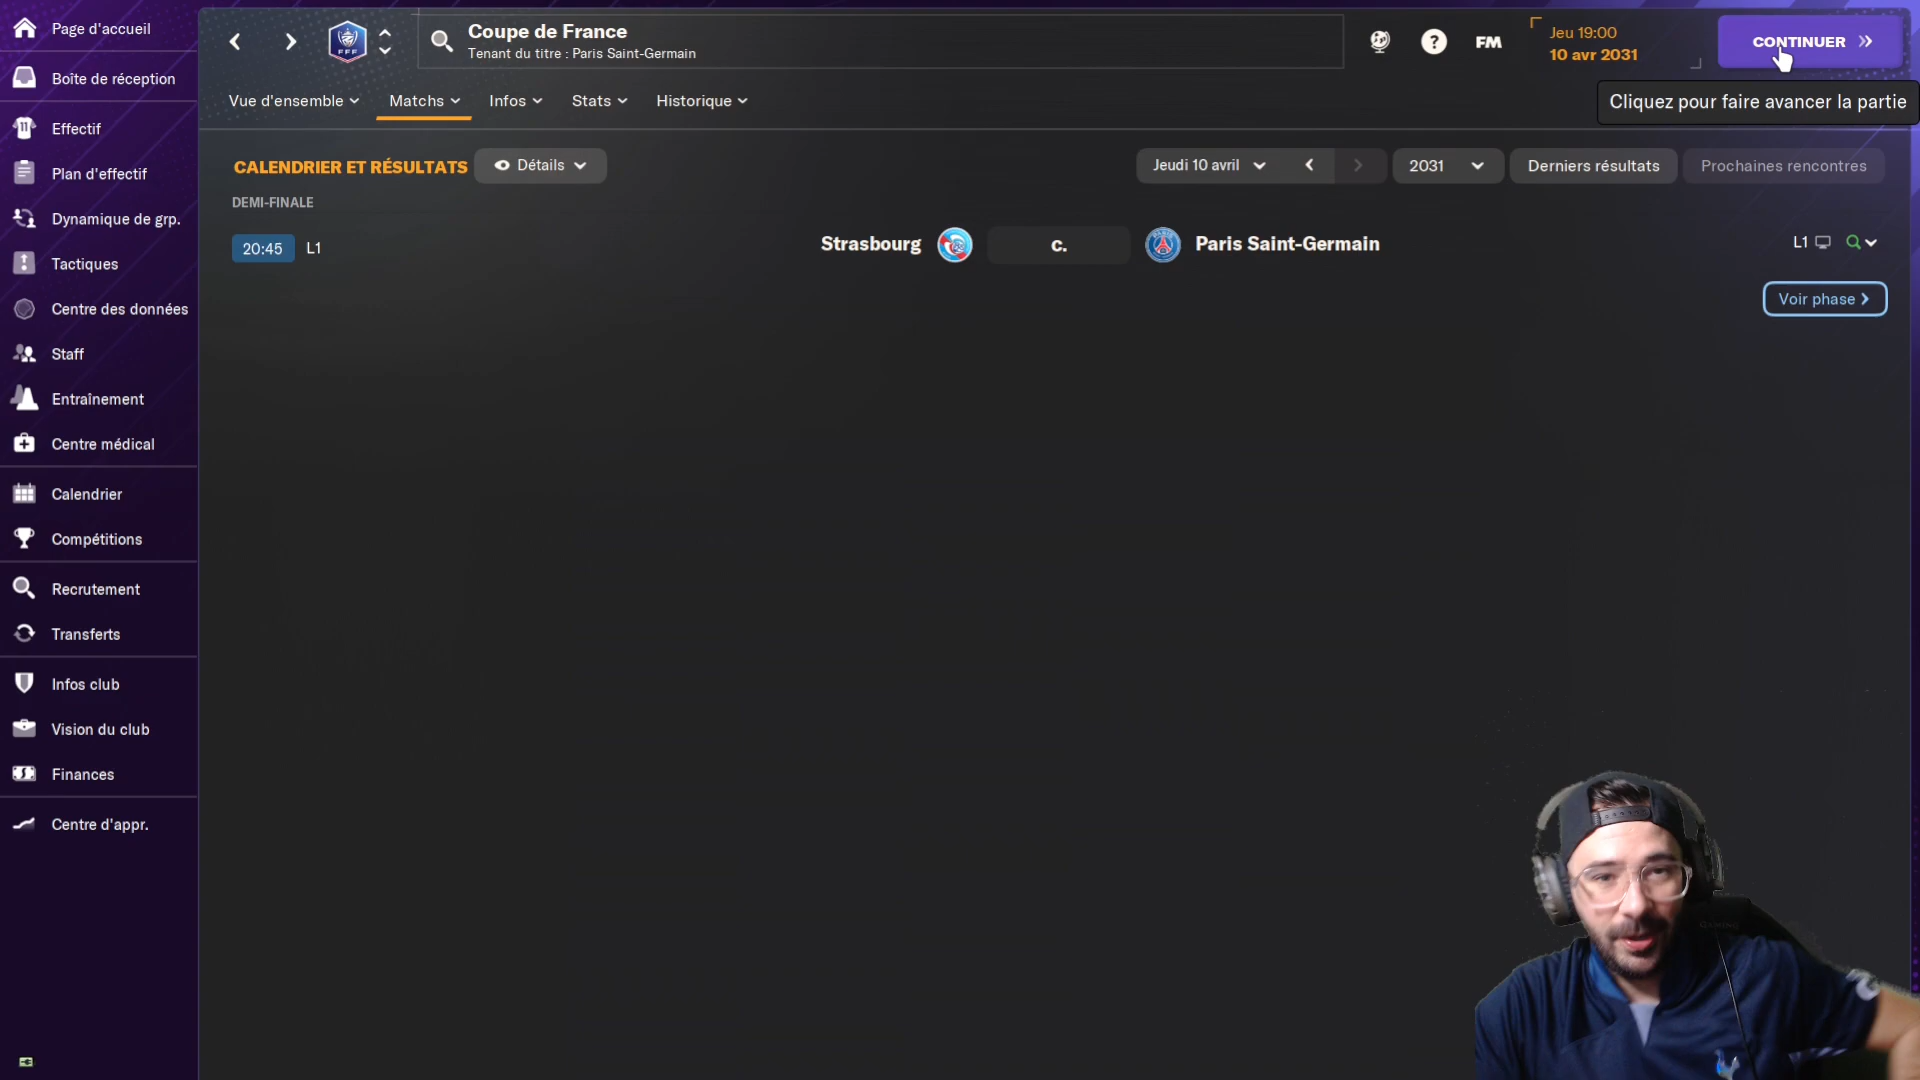 Page d'accueil
Boîte de réception
Effectif
Plan d'effectif
Dynamique de grp.
Tactiques
Centre des données
Staff
Entraînement
Centre médical
Calendrier
Compétitions
Recrutement
Transferts
Infos club
Vision du club
Finances
Centre d'appr.
FFF
Coupe de France
Tenant du titre : Paris Saint-Germain
?
FM
Jeu 19:00
10 avr 2031
CONTINUER
Cliquez pour faire avancer la partie
Vue d'ensemble
Matchs
Infos
Stats
Historique
CALENDRIER ET RÉSULTATS
Détails
Jeudi 10 avril
2031
Derniers résultats
Prochaines rencontres
DEMI-FINALE
20:45 L1
Strasbourg c. Paris Saint-Germain
L1
Voir phase
GAMING